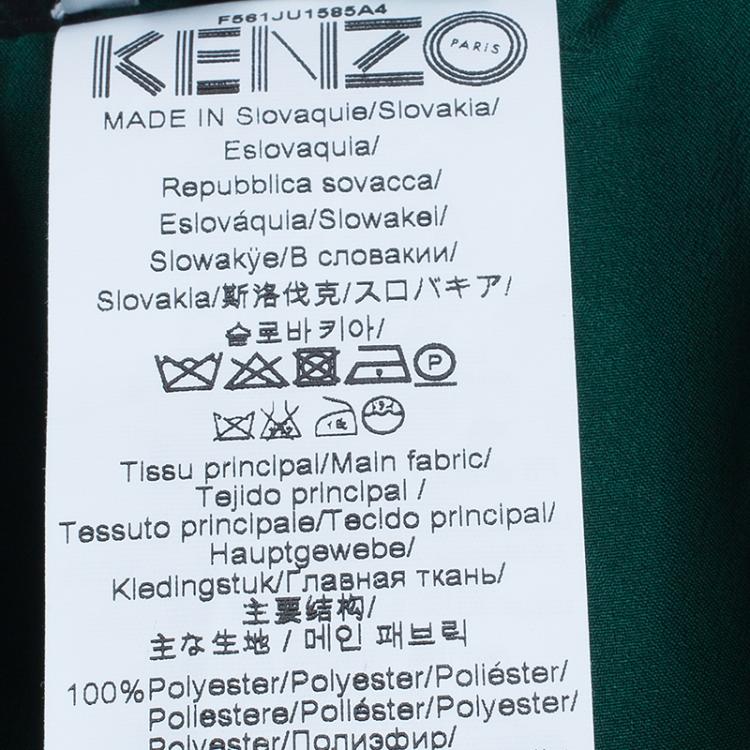 F561JU1585A4
KENZO PARIS
MADE IN Slovaquie/Slovakia/
Eslovaquia/
Repubblica sovacca/
Eslováquia/Slowakei/
Slowakÿe/В словакии/
Slovakia/斯洛伐克/スロバキア/
슬로바키아/
P
Tissu principal/Main fabric/
Tejido principal /
Tessuto principale/Tecido principal/
Hauptgewebe/
Kledingstuk/Главная ткань/
主要结构/
主な生地 / 메인 패브릭
100%Polyester/Polyester/Poliéster/
Poliestere/Poliéster/Polyester/
Polyester/Полиэфир/